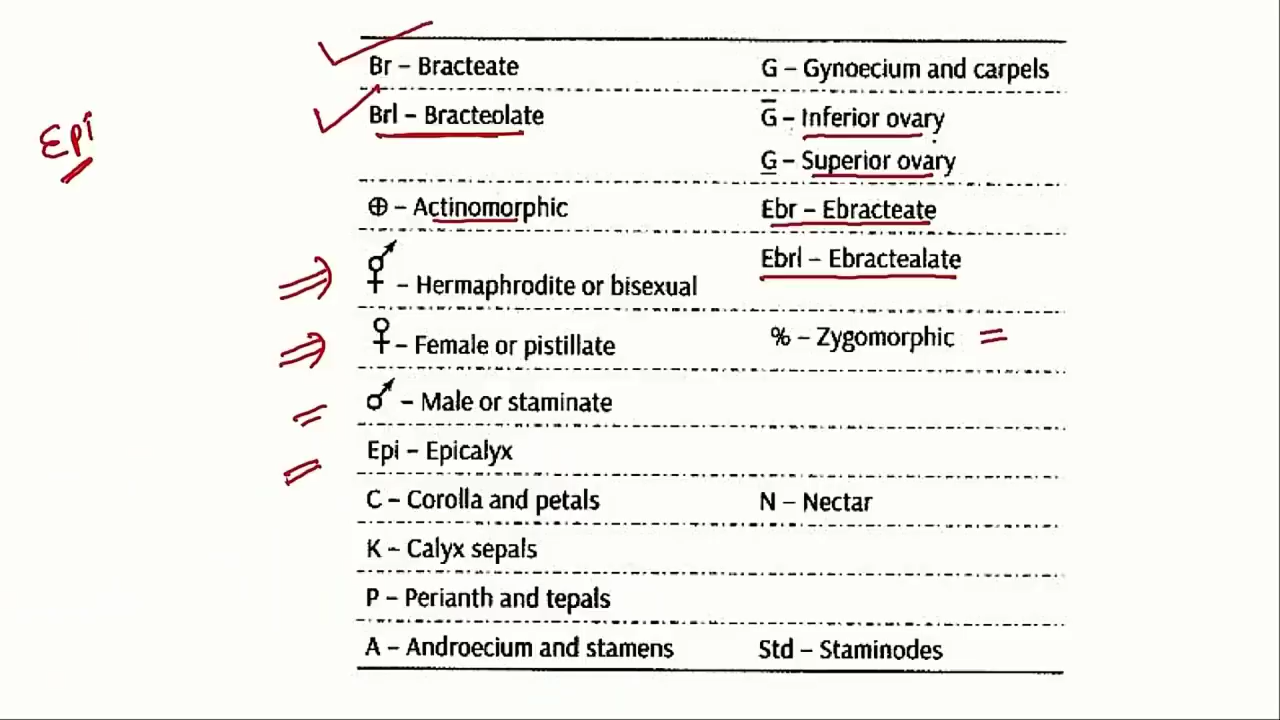 Br – Bracteate
G – Gynoecium and carpels
Epi
Brl – Bracteolate
G̅ – Inferior ovary
G̲ – Superior ovary
⊕ – Actinomorphic
Ebr – Ebracteate
⚥ – Hermaphrodite or bisexual
Ebrl – Ebractealate
♀ – Female or pistillate
% – Zygomorphic
♂ – Male or staminate
Epi – Epicalyx
C – Corolla and petals
N – Nectar
K – Calyx sepals
P – Perianth and tepals
A – Androecium and stamens
Std – Staminodes